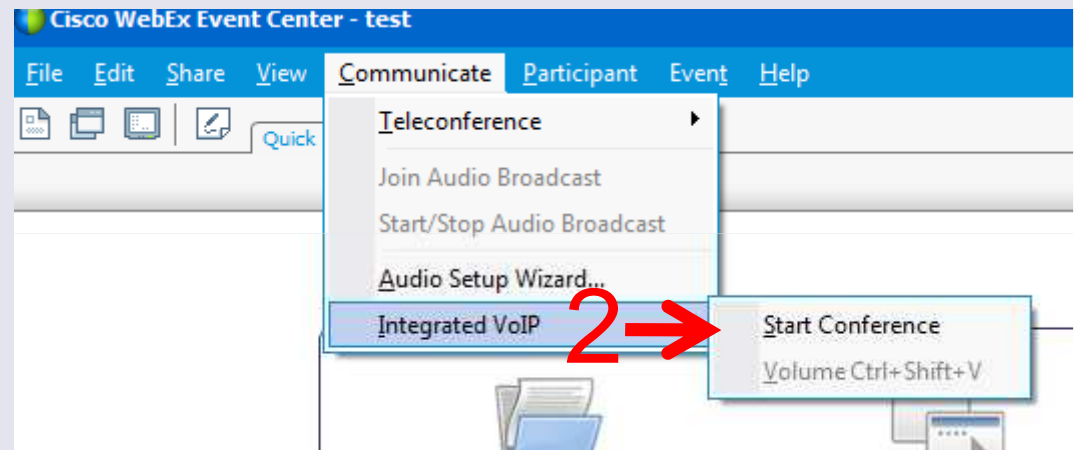 Cisco WebEx Event Center - test
File Edit Share View Communicate Participant Event Help
Quick
Teleconference
Join Audio Broadcast
Start/Stop Audio Broadcast
Audio Setup Wizard...
Integrated VoIP
2
Start Conference
Volume Ctrl+Shift+V